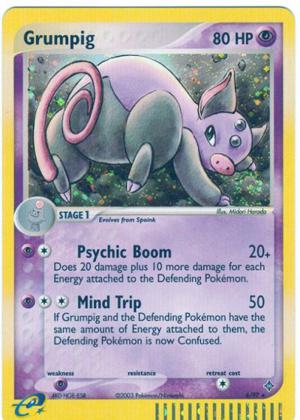 Grumpig 80 HP
Illus. Midori Harada
STAGE 1 Evolves from Spoink
Psychic Boom 20+
Does 20 damage plus 10 more damage for each
Energy attached to the Defending Pokémon.
Mind Trip 50
If Grumpig and the Defending Pokémon have the
same amount of Energy attached to them, the
Defending Pokémon is now Confused.
weakness resistance retreat cost
©2003 Pokémon/Nintendo
e